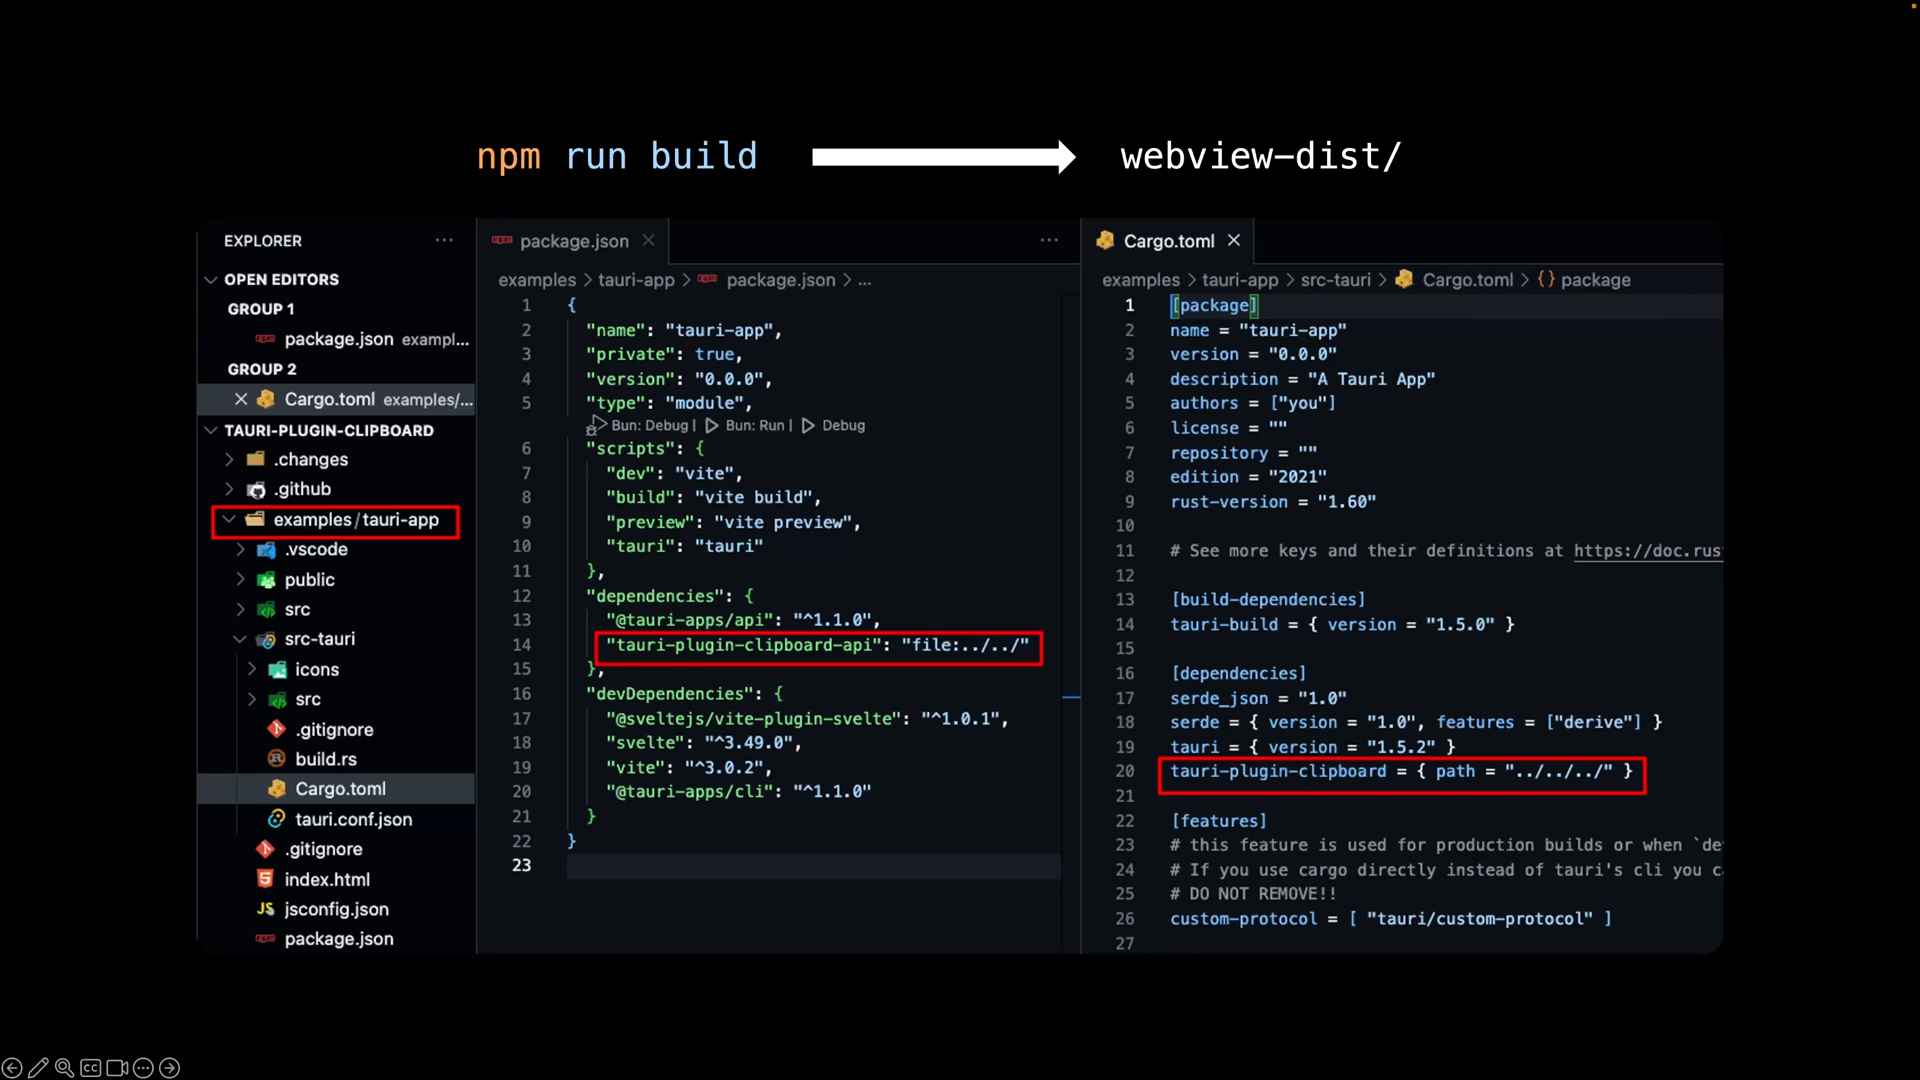 npm run build
webview-dist/
EXPLORER
OPEN EDITORS
GROUP 1
package.json exampl...
GROUP 2
Cargo.toml examples/...
TAURI-PLUGIN-CLIPBOARD
.changes
.github
examples/tauri-app
.vscode
public
src
src-tauri
icons
src
.gitignore
build.rs
Cargo.toml
tauri.conf.json
.gitignore
index.html
jsconfig.json
package.json
package.json
examples > tauri-app > package.json > ...
1 {
2 "name": "tauri-app",
3 "private": true,
4 "version": "0.0.0",
5 "type": "module",
Bun: Debug | Bun: Run | Debug
6 "scripts": {
7 "dev": "vite",
8 "build": "vite build",
9 "preview": "vite preview",
10 "tauri": "tauri"
11 },
12 "dependencies": {
13 "@tauri-apps/api": "^1.1.0",
14 "tauri-plugin-clipboard-api": "file:../../"
15 },
16 "devDependencies": {
17 "@sveltejs/vite-plugin-svelte": "^1.0.1",
18 "svelte": "^3.49.0",
19 "vite": "^3.0.2",
20 "@tauri-apps/cli": "^1.1.0"
21 }
22 }
23
Cargo.toml
examples > tauri-app > src-tauri > Cargo.toml > {} package
1 [package]
2 name = "tauri-app"
3 version = "0.0.0"
4 description = "A Tauri App"
5 authors = ["you"]
6 license = ""
7 repository = ""
8 edition = "2021"
9 rust-version = "1.60"
10
11 # See more keys and their definitions at https://doc.rus
12
13 [build-dependencies]
14 tauri-build = { version = "1.5.0" }
15
16 [dependencies]
17 serde_json = "1.0"
18 serde = { version = "1.0", features = ["derive"] }
19 tauri = { version = "1.5.2" }
20 tauri-plugin-clipboard = { path = "../../../" }
21
22 [features]
23 # this feature is used for production builds or when `de
24 # If you use cargo directly instead of tauri's cli you c
25 # DO NOT REMOVE!!
26 custom-protocol = [ "tauri/custom-protocol" ]
27
CC